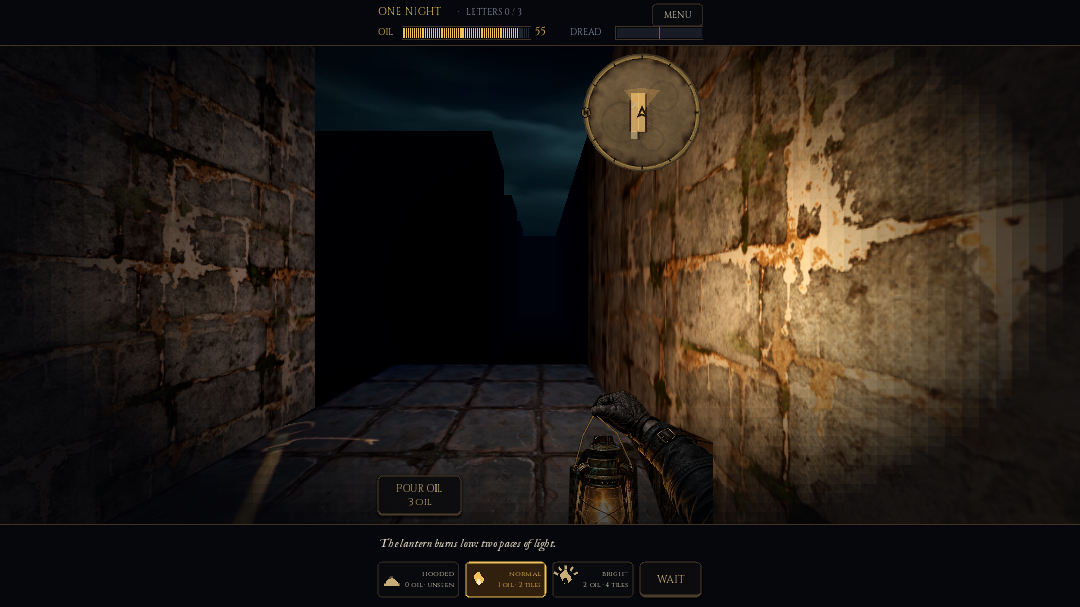 ONE NIGHT · LETTERS 0 / 3
MENU
OIL 55 DREAD
A
POUR OIL
3 OIL
The lantern burns low: two paces of light.
HOODED
0 OIL · UNSEEN
NORMAL
1 OIL · 2 TILES
BRIGHT
2 OIL · 4 TILES
WAIT